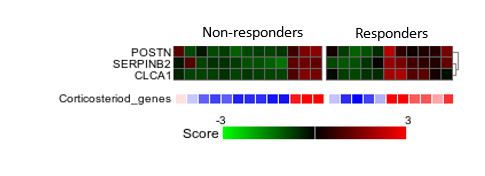 Non-responders Responders
POSTN
SERPINB2
CLCA1
Corticosteriod_genes
-3 3
Score